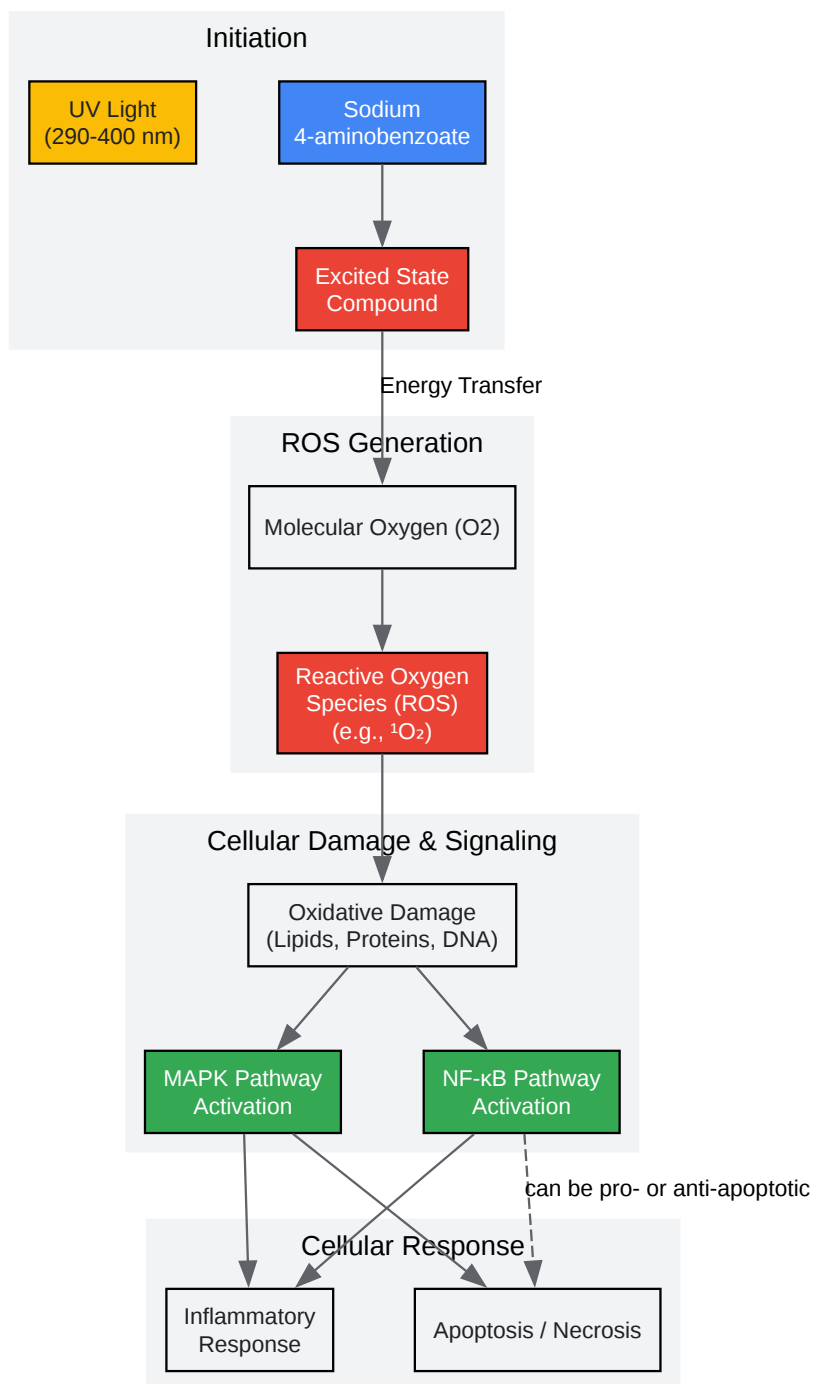 Initiation
UV Light
(290-400 nm)
Sodium
4-aminobenzoate
Excited State
Compound
Energy Transfer
ROS Generation
Molecular Oxygen (O2)
Reactive Oxygen
Species (ROS)
(e.g., ¹O₂)
Cellular Damage & Signaling
Oxidative Damage
(Lipids, Proteins, DNA)
MAPK Pathway
Activation
NF-κB Pathway
Activation
can be pro- or anti-apoptotic
Cellular Response
Inflammatory
Response
Apoptosis / Necrosis